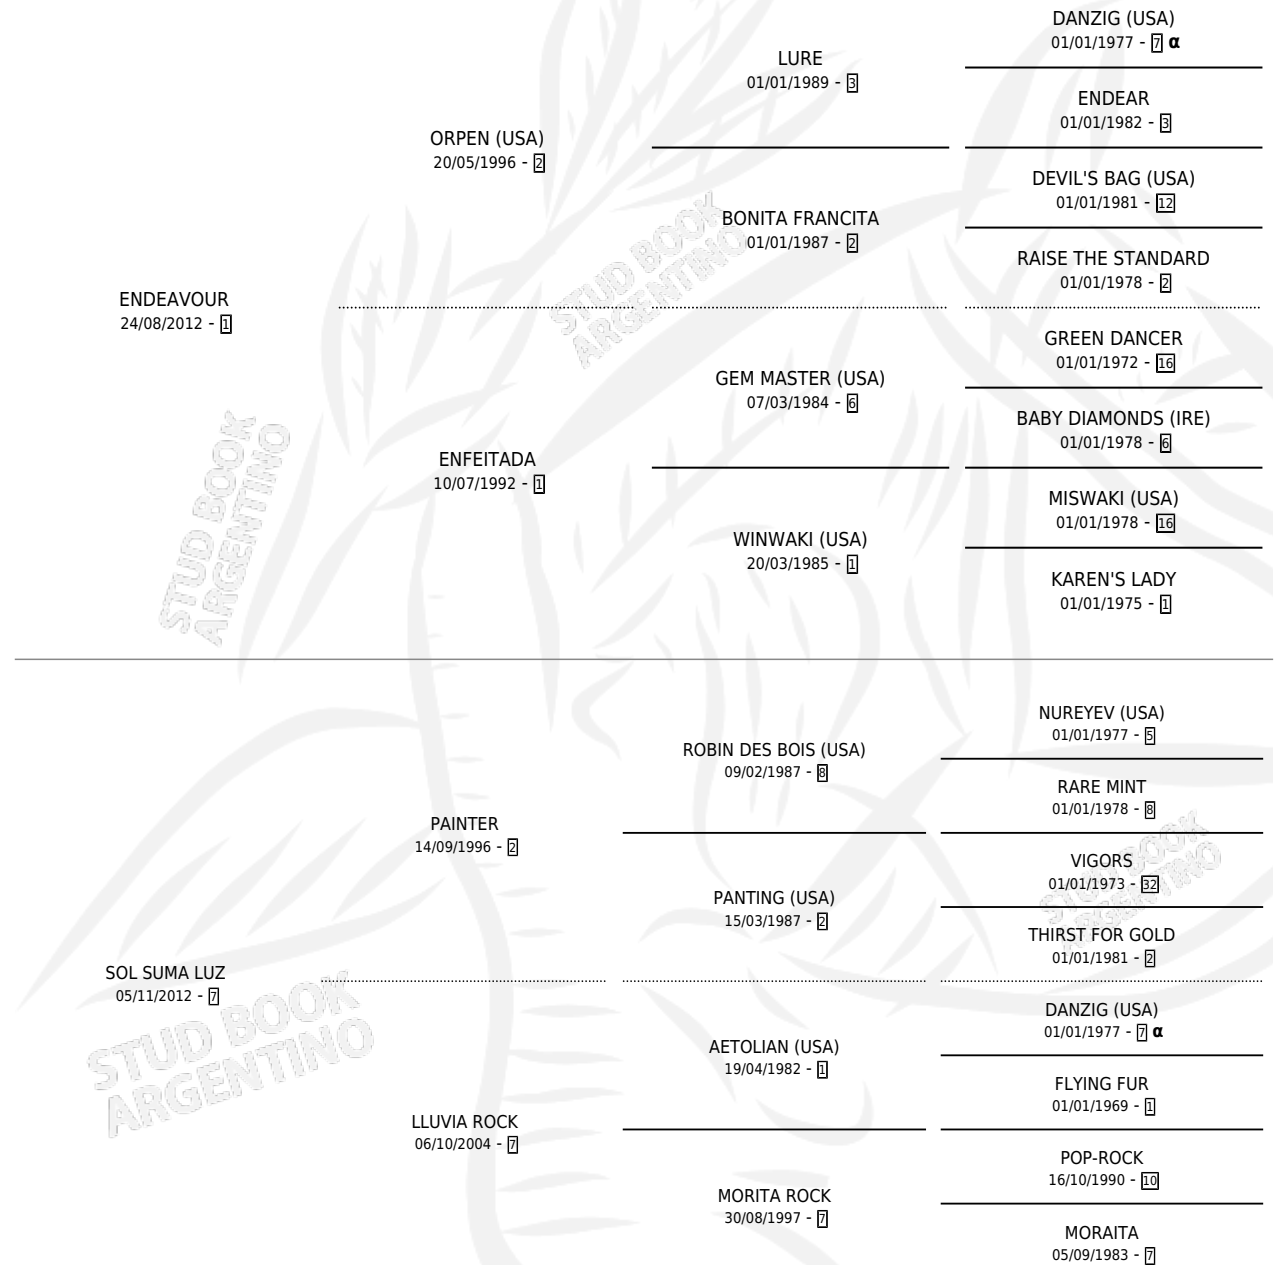 DANZIG (USA)
01/01/1977 - 7 α
LURE
01/01/1989 - 3
ENDEAR
01/01/1982 - 3
ORPEN (USA)
20/05/1996 - 2
DEVIL'S BAG (USA)
01/01/1981 - 12
BONITA FRANCITA
01/01/1987 - 2
RAISE THE STANDARD
01/01/1978 - 2
ENDEAVOUR
24/08/2012 - 1
GREEN DANCER
01/01/1972 - 16
GEM MASTER (USA)
07/03/1984 - 6
BABY DIAMONDS (IRE)
01/01/1978 - 6
ENFEITADA
10/07/1992 - 1
MISWAKI (USA)
01/01/1978 - 16
WINWAKI (USA)
20/03/1985 - 1
KAREN'S LADY
01/01/1975 - 1
NUREYEV (USA)
01/01/1977 - 5
ROBIN DES BOIS (USA)
09/02/1987 - 8
RARE MINT
01/01/1978 - 8
PAINTER
14/09/1996 - 2
VIGORS
01/01/1973 - 32
PANTING (USA)
15/03/1987 - 2
THIRST FOR GOLD
01/01/1981 - 2
SOL SUMA LUZ
05/11/2012 - 7
DANZIG (USA)
01/01/1977 - 7 α
AETOLIAN (USA)
19/04/1982 - 1
FLYING FUR
01/01/1969 - 1
LLUVIA ROCK
06/10/2004 - 7
POP-ROCK
16/10/1990 - 10
MORITA ROCK
30/08/1997 - 7
MORAITA
05/09/1983 - 7
STUD BOOK
ARGENTINO
STUD BOOK
ARGENTINO
STUD BOOK
ARGENTINO
STUD BOOK
ARGENTINO